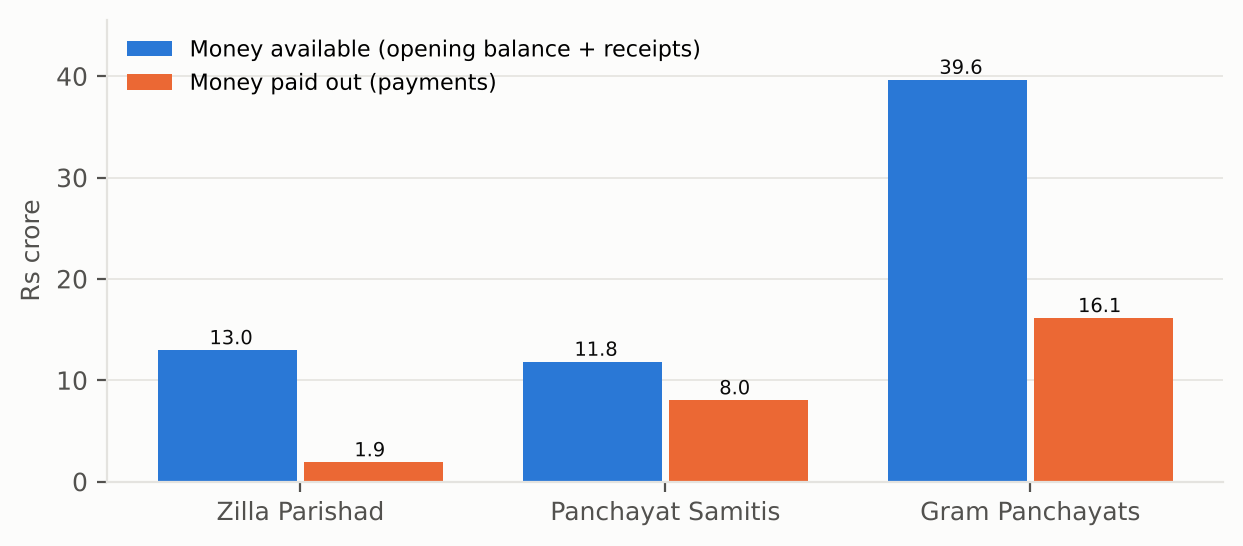 Money available (opening balance + receipts)
Money paid out (payments)
Rs crore
40
30
20
10
0
13.0
1.9
11.8
8.0
39.6
16.1
Zilla Parishad
Panchayat Samitis
Gram Panchayats